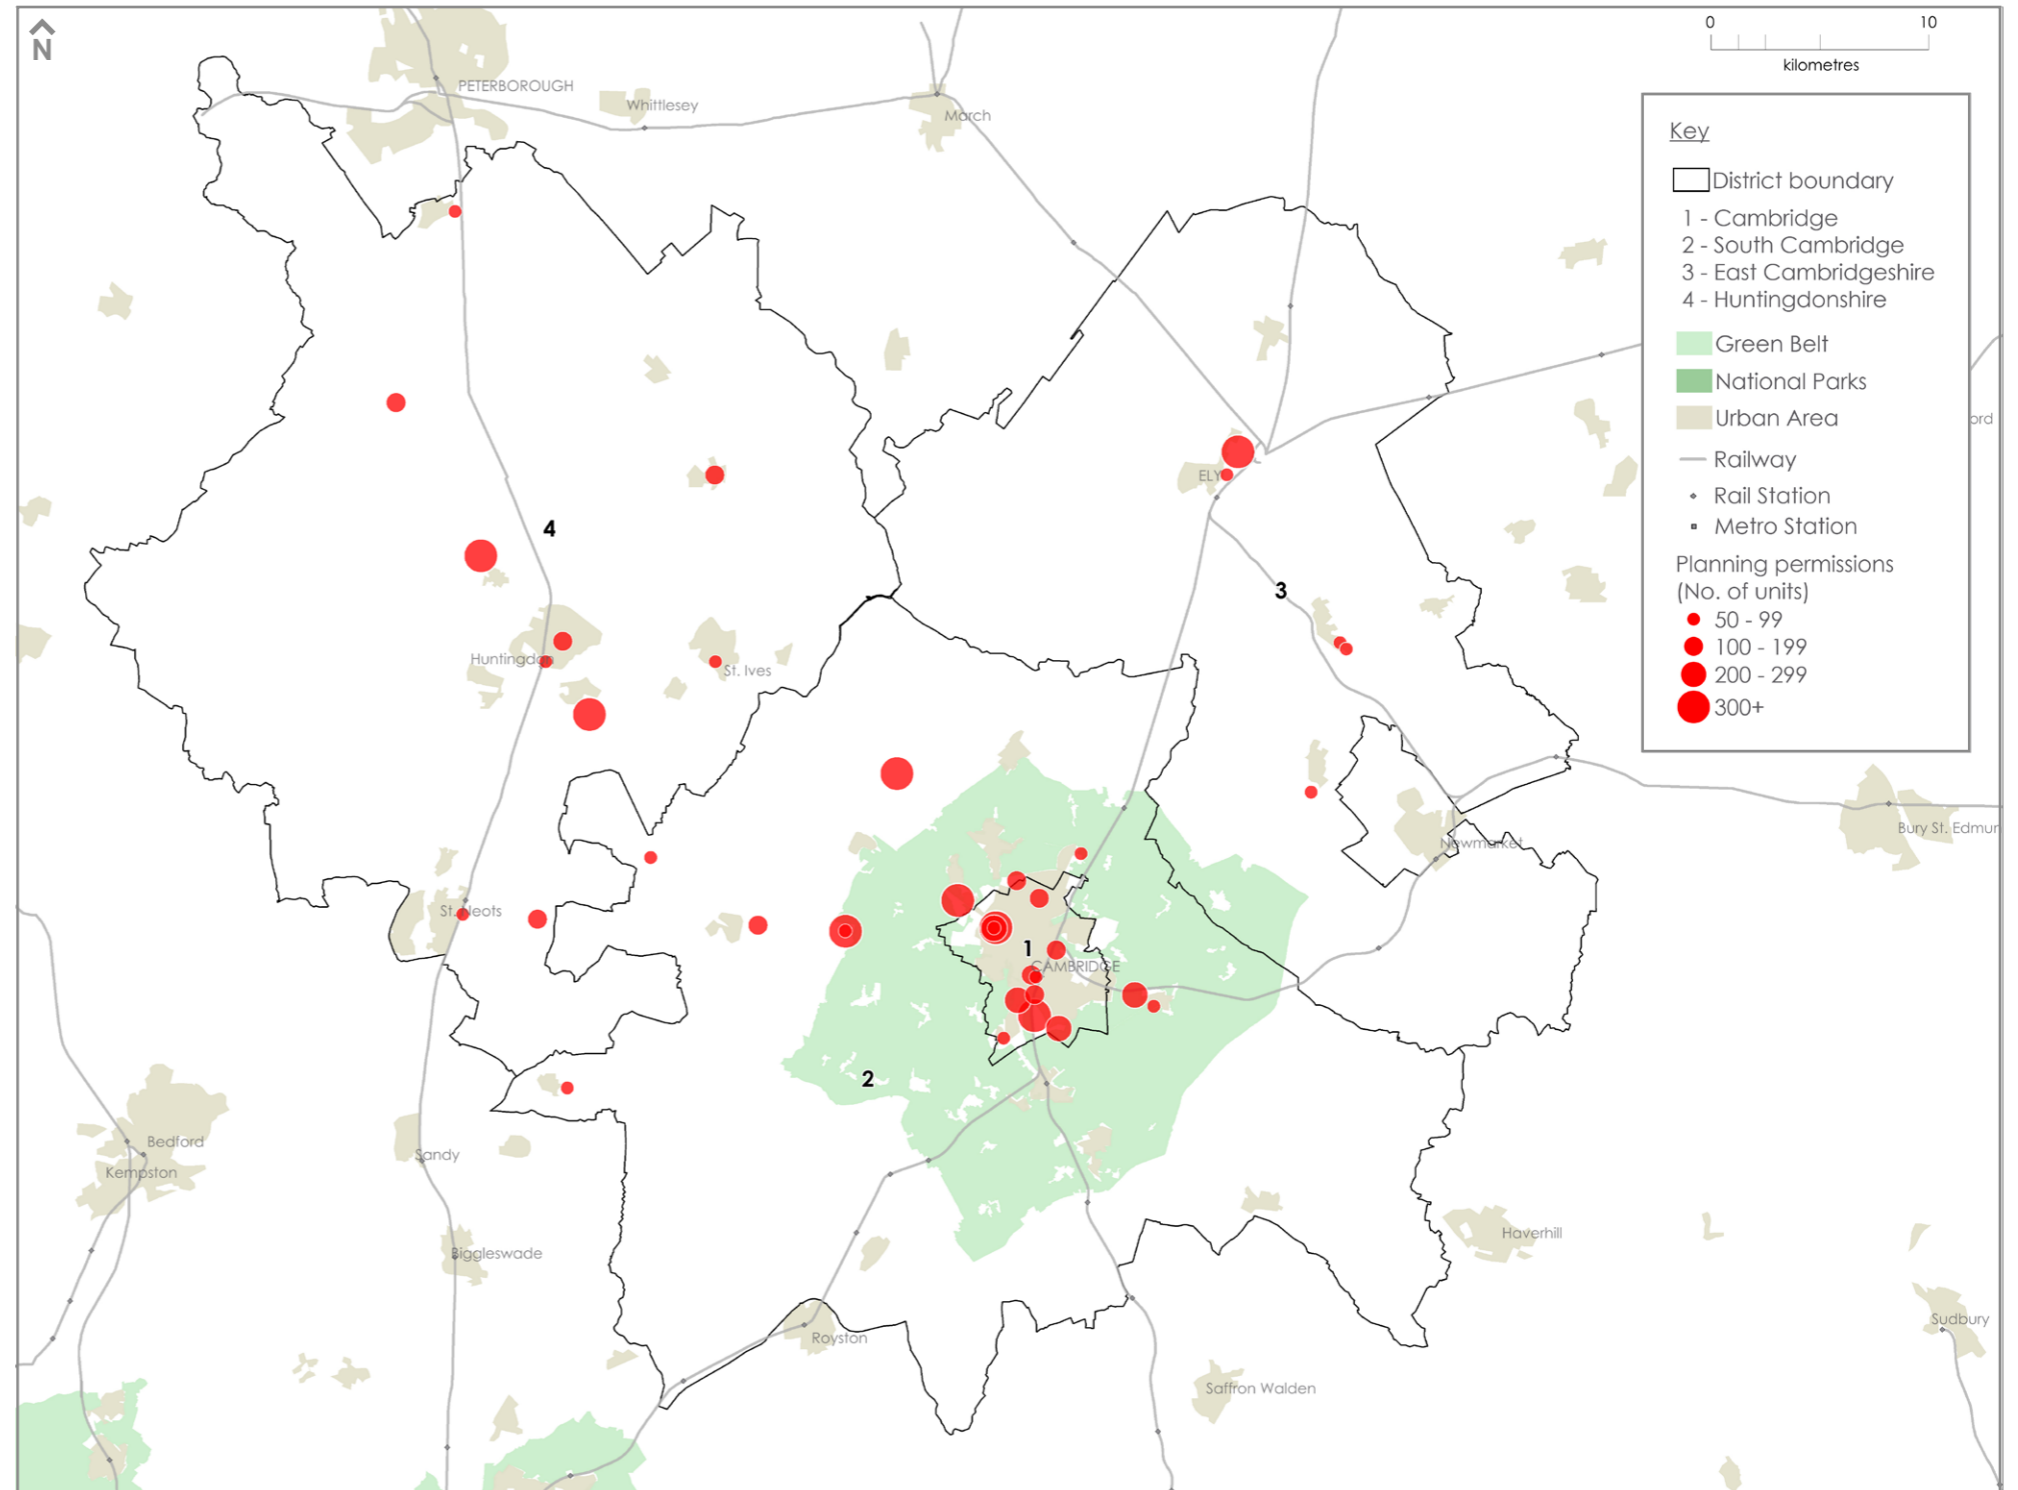 N
0 10
kilometres
PETERBOROUGH
Whittlesey
March
Key
District boundary
1 - Cambridge
2 - South Cambridge
3 - East Cambridgeshire
4 - Huntingdonshire
Green Belt
National Parks
Urban Area
Railway
Rail Station
Metro Station
Planning permissions
(No. of units)
50 - 99
100 - 199
200 - 299
300+
ord
ELY
4
3
Huntingdon
St. Ives
Newmarket
Bury St. Edmur
St. Neots
1
CAMBRIDGE
2
Bedford
Kempston
Sandy
Biggleswade
Haverhill
Royston
Sudbury
Saffron Walden